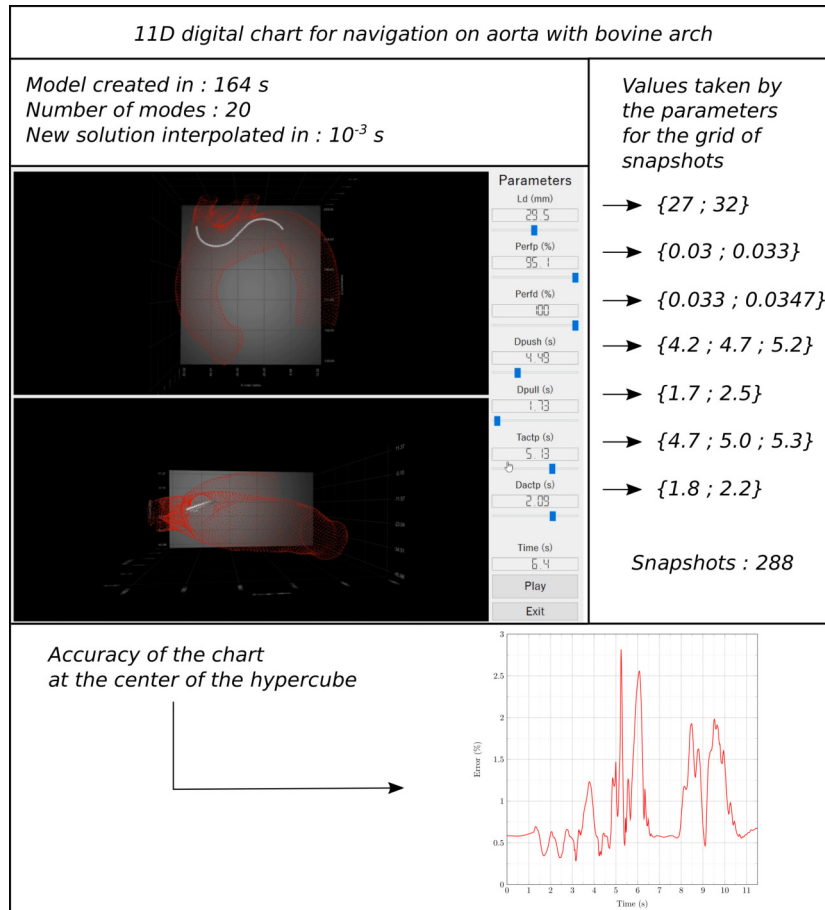 11D digital chart for navigation on aorta with bovine arch
Model created in : 164 s
Number of modes : 20
New solution interpolated in : 10⁻³ s
Values taken by
the parameters
for the grid of
snapshots
Parameters
Ld (mm)
29.5
Perfp (%)
95.1
Perfd (%)
100
Dpush (s)
4.49
Dpull (s)
1.73
Tactp (s)
5.13
Dactp (s)
2.09
Time (s)
6.4
Play
Exit
{27 ; 32}
{0.03 ; 0.033}
{0.033 ; 0.0347}
{4.2 ; 4.7 ; 5.2}
{1.7 ; 2.5}
{4.7 ; 5.0 ; 5.3}
{1.8 ; 2.2}
Snapshots : 288
Accuracy of the chart
at the center of the hypercube
Error (%)
3
2.5
2
1.5
1
0.5
0
0 1 2 3 4 5 6 7 8 9 10 11
Time (s)